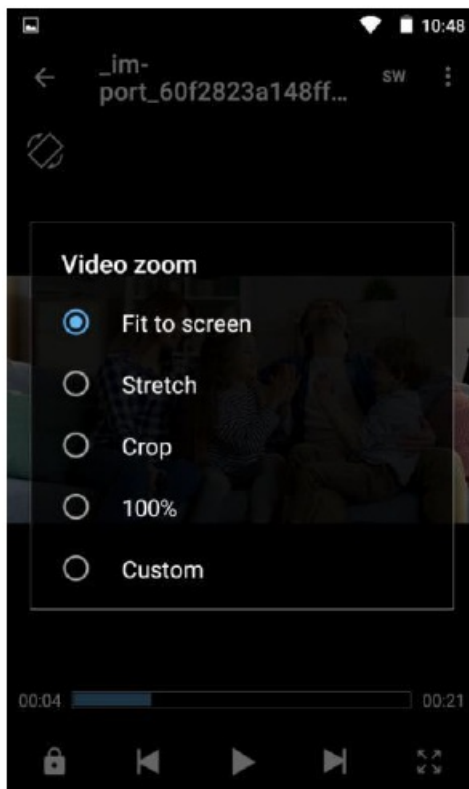 10:48
_im-
port_60f2823a148ff...
SW
Video zoom
Fit to screen
Stretch
Crop
100%
Custom
00:04
00:21